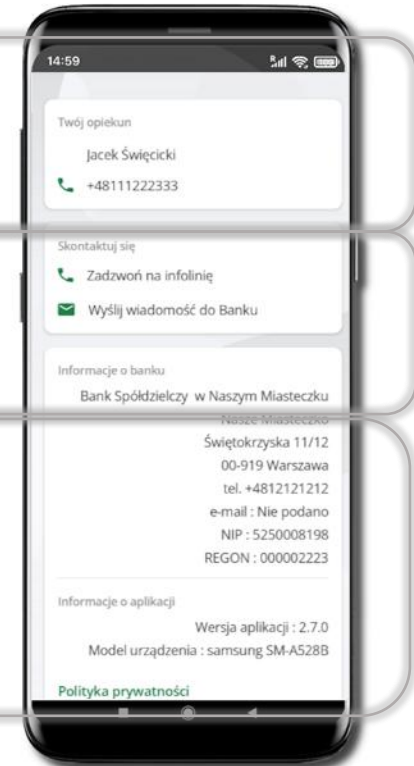 14:59
Twój opiekun
Jacek Święcicki
+48111222333
Skontaktuj się
Zadzwoń na infolinię
Wyślij wiadomość do Banku
Informacje o banku
Bank Spółdzielczy w Naszym Miasteczku
Nasze Miasteczko
Świętokrzyska 11/12
00-919 Warszawa
tel. +4812121212
e-mail : Nie podano
NIP : 5250008198
REGON : 000002223
Informacje o aplikacji
Wersja aplikacji : 2.7.0
Model urządzenia : samsung SM-A528B
Polityka prywatności